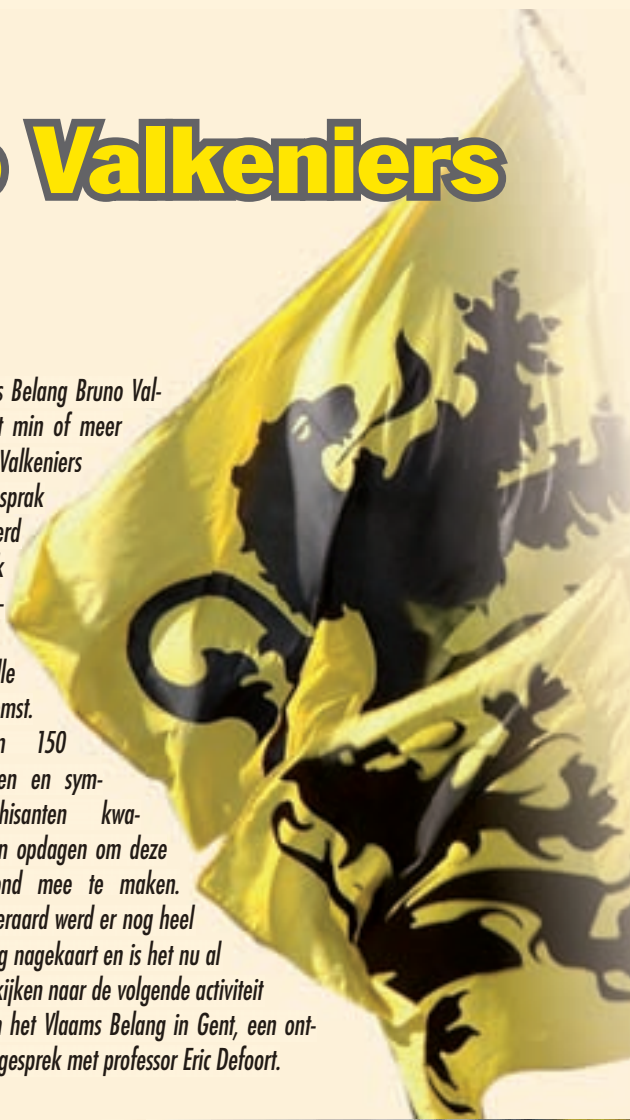 Valkeniers
s Belang Bruno Val-
t min of meer
Valkeniers
sprak
erd
k
-
lle
mst.
n 150
en en sym-
hisanten kwa-
n opdagen om deze
ond mee te maken.
eraard werd er nog heel
g nagekaart en is het nu al
kijken naar de volgende activiteit
n het Vlaams Belang in Gent, een ont-
gesprek met professor Eric Defoort.